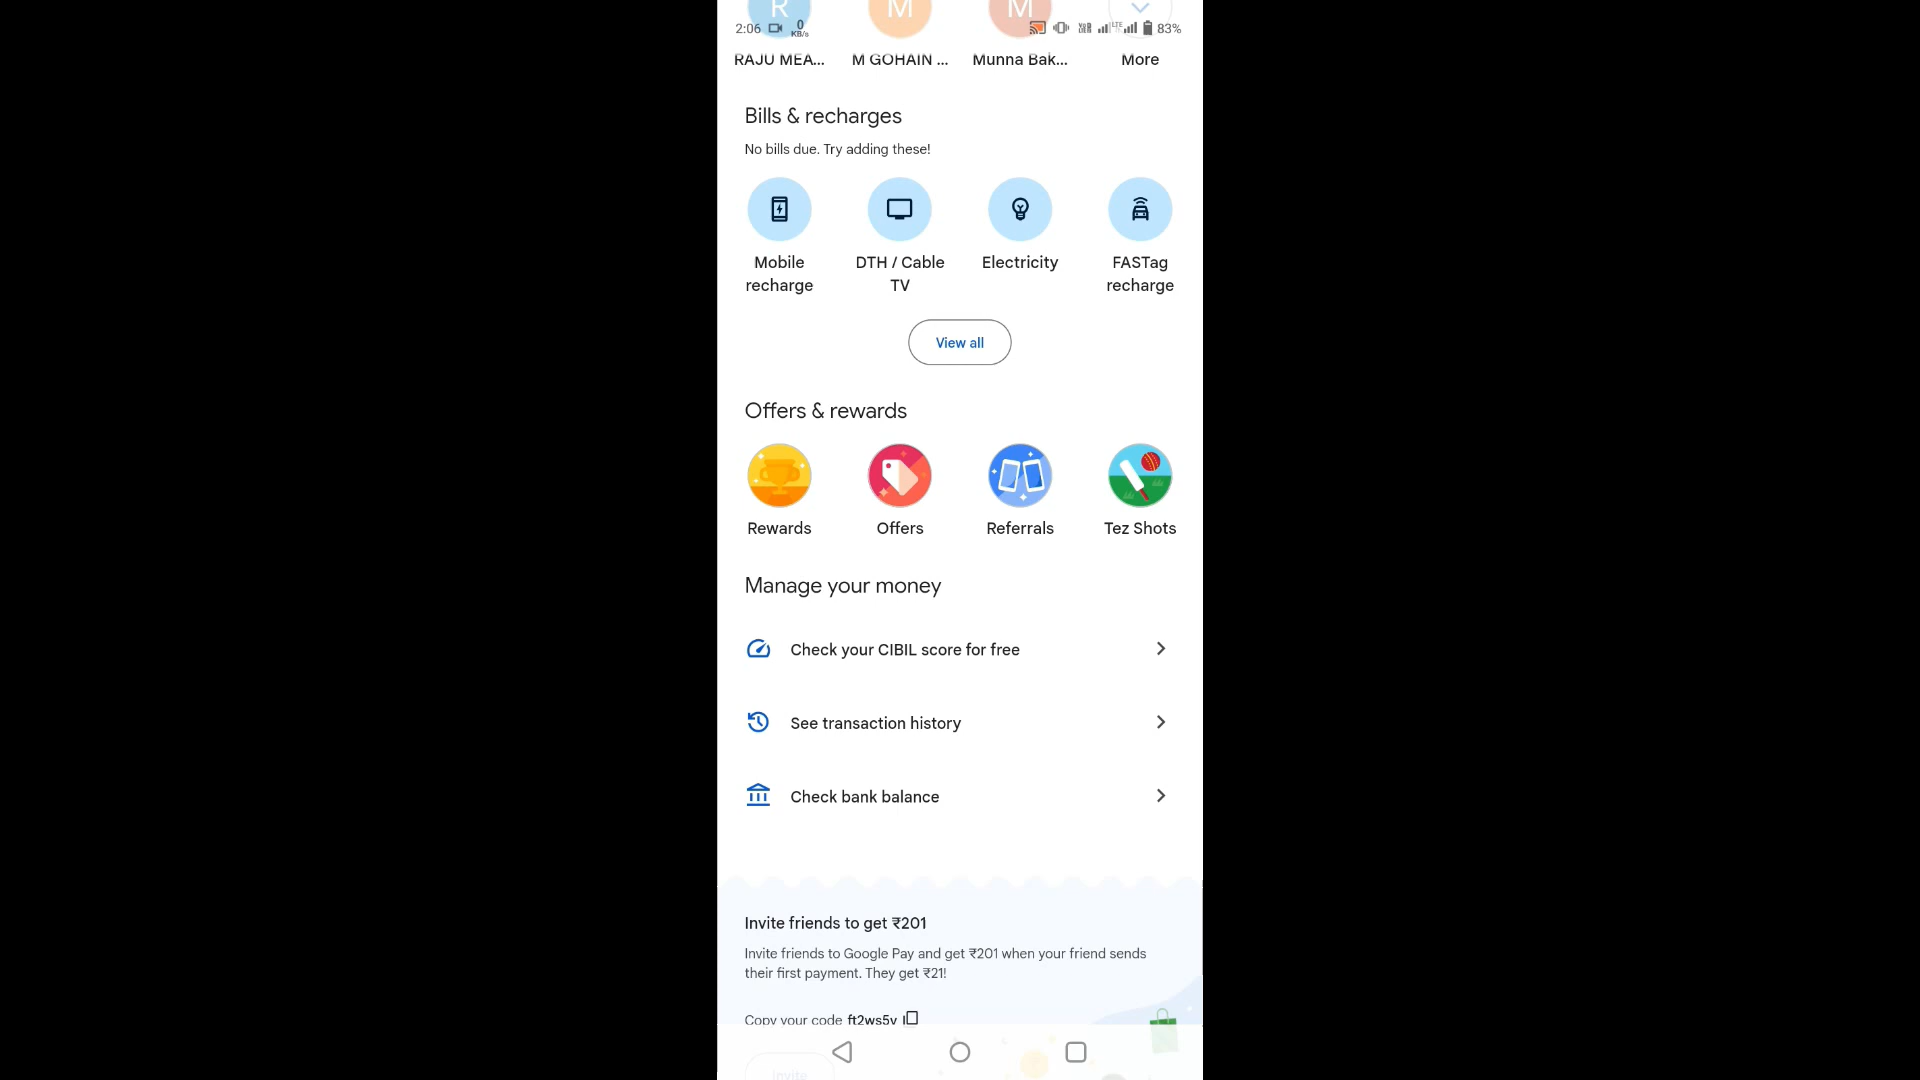 R M M
2:06 0 KB/s LTE 83%
RAJU MEA... M GOHAIN ... Munna Bak... More
Bills & recharges
No bills due. Try adding these!
Mobile recharge
DTH / Cable TV
Electricity
FASTag recharge
View all
Offers & rewards
Rewards Offers Referrals Tez Shots
Manage your money
Check your CIBIL score for free
See transaction history
Check bank balance
Invite friends to get ₹201
Invite friends to Google Pay and get ₹201 when your friend sends
their first payment. They get ₹21!
Copy your code ft2ws5v
Invite